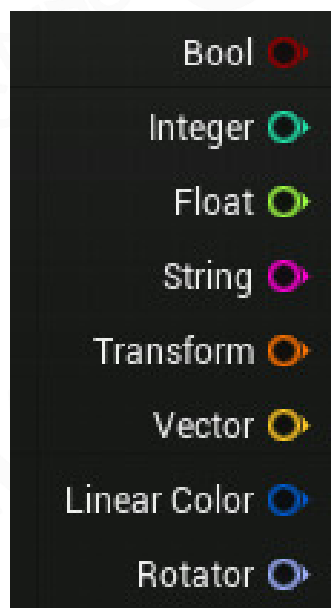 Bool
Integer
Float
String
Transform
Vector
Linear Color
Rotator